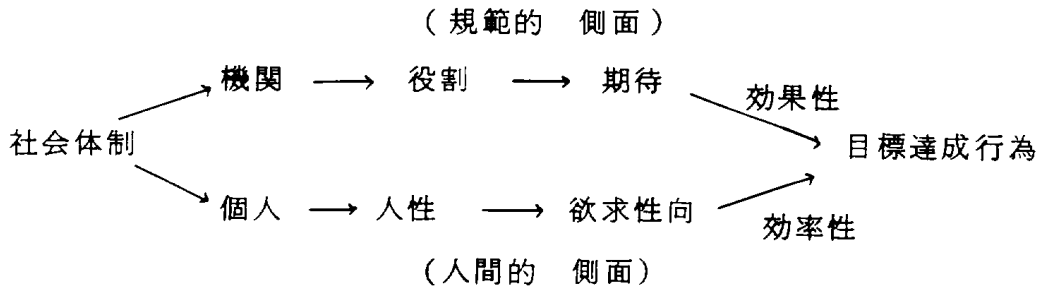 (規範的 側面)
機関 → 役割 → 期待
効果性
社会体制
目標達成行為
個人 → 人性 → 欲求性向
効率性
(人間的 側面)